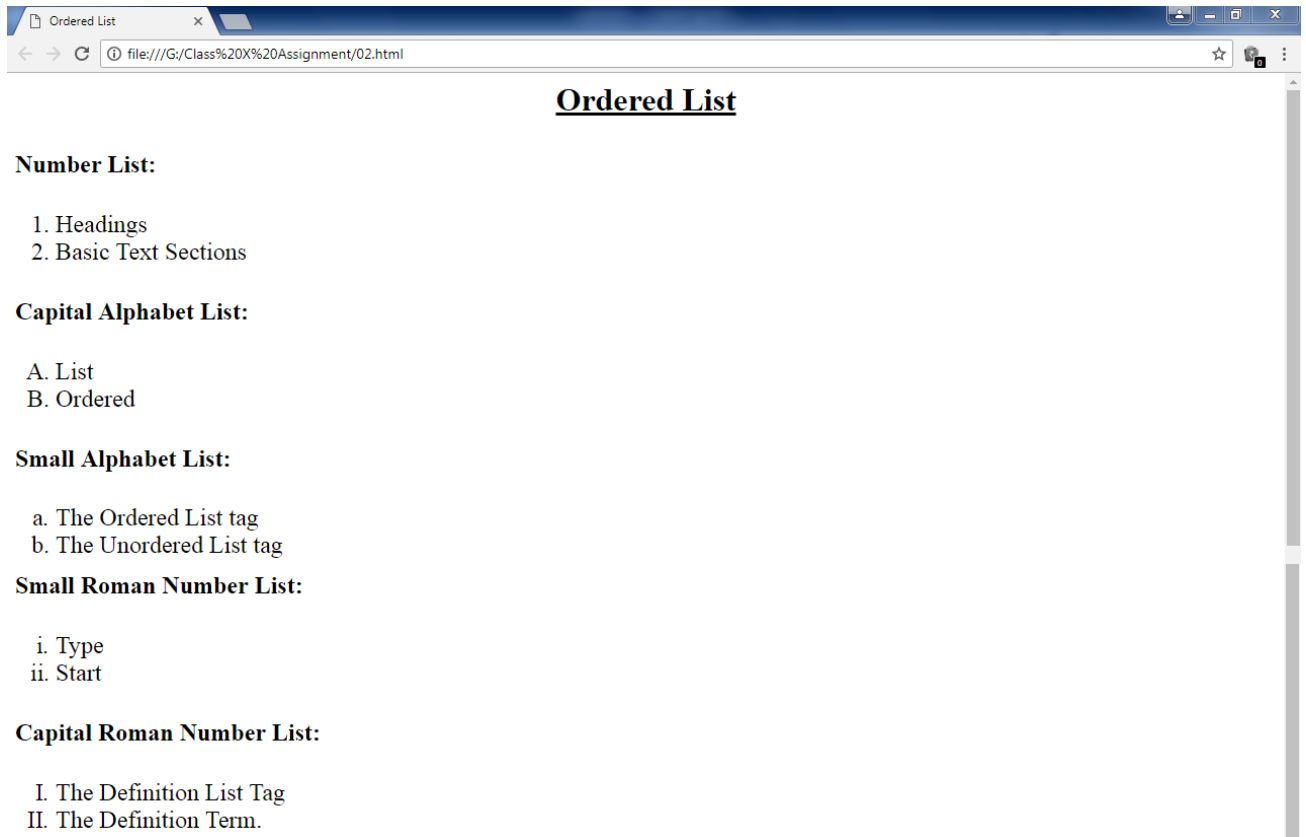 Ordered List
file:///G:/Class%20X%20Assignment/02.html
0
Ordered List
Number List:
1. Headings
2. Basic Text Sections
Capital Alphabet List:
A. List
B. Ordered
Small Alphabet List:
a. The Ordered List tag
b. The Unordered List tag
Small Roman Number List:
i. Type
ii. Start
Capital Roman Number List:
I. The Definition List Tag
II. The Definition Term.